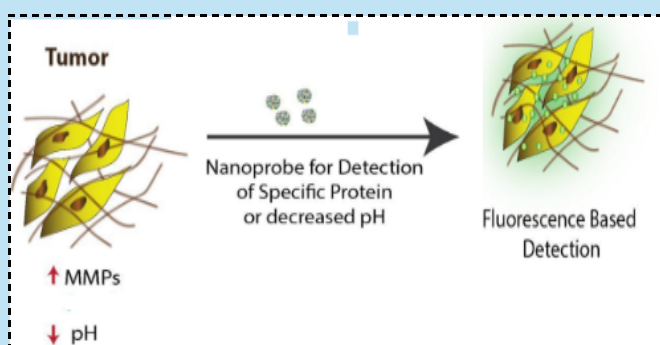 Tumor
Nanoprobe for Detection
of Specific Protein
or decreased pH
Fluorescence Based
Detection
↑ MMPs
↓ pH